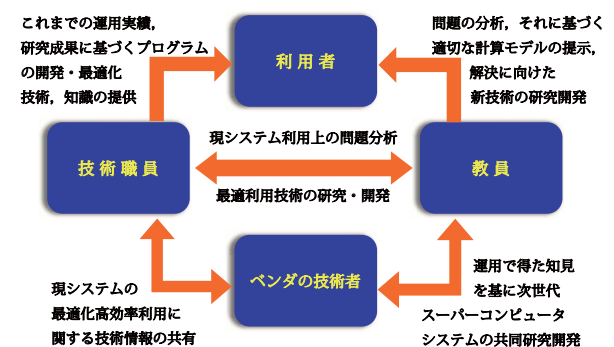 これまでの運用実績,
研究成果に基づくプログラム
の開発・最適化
技術，知識の提供
利用者
問題の分析，それに基づく
適切な計算モデルの提示,
解決に向けた
新技術の研究開発
技術職員
現システム利用上の問題分析
最適利用技術の研究・開発
教員
現システムの
最適化高効率利用に
関する技術情報の共有
ベンダの技術者
運用で得た知見
を基に次世代
スーパーコンピュータ
システムの共同研究開発